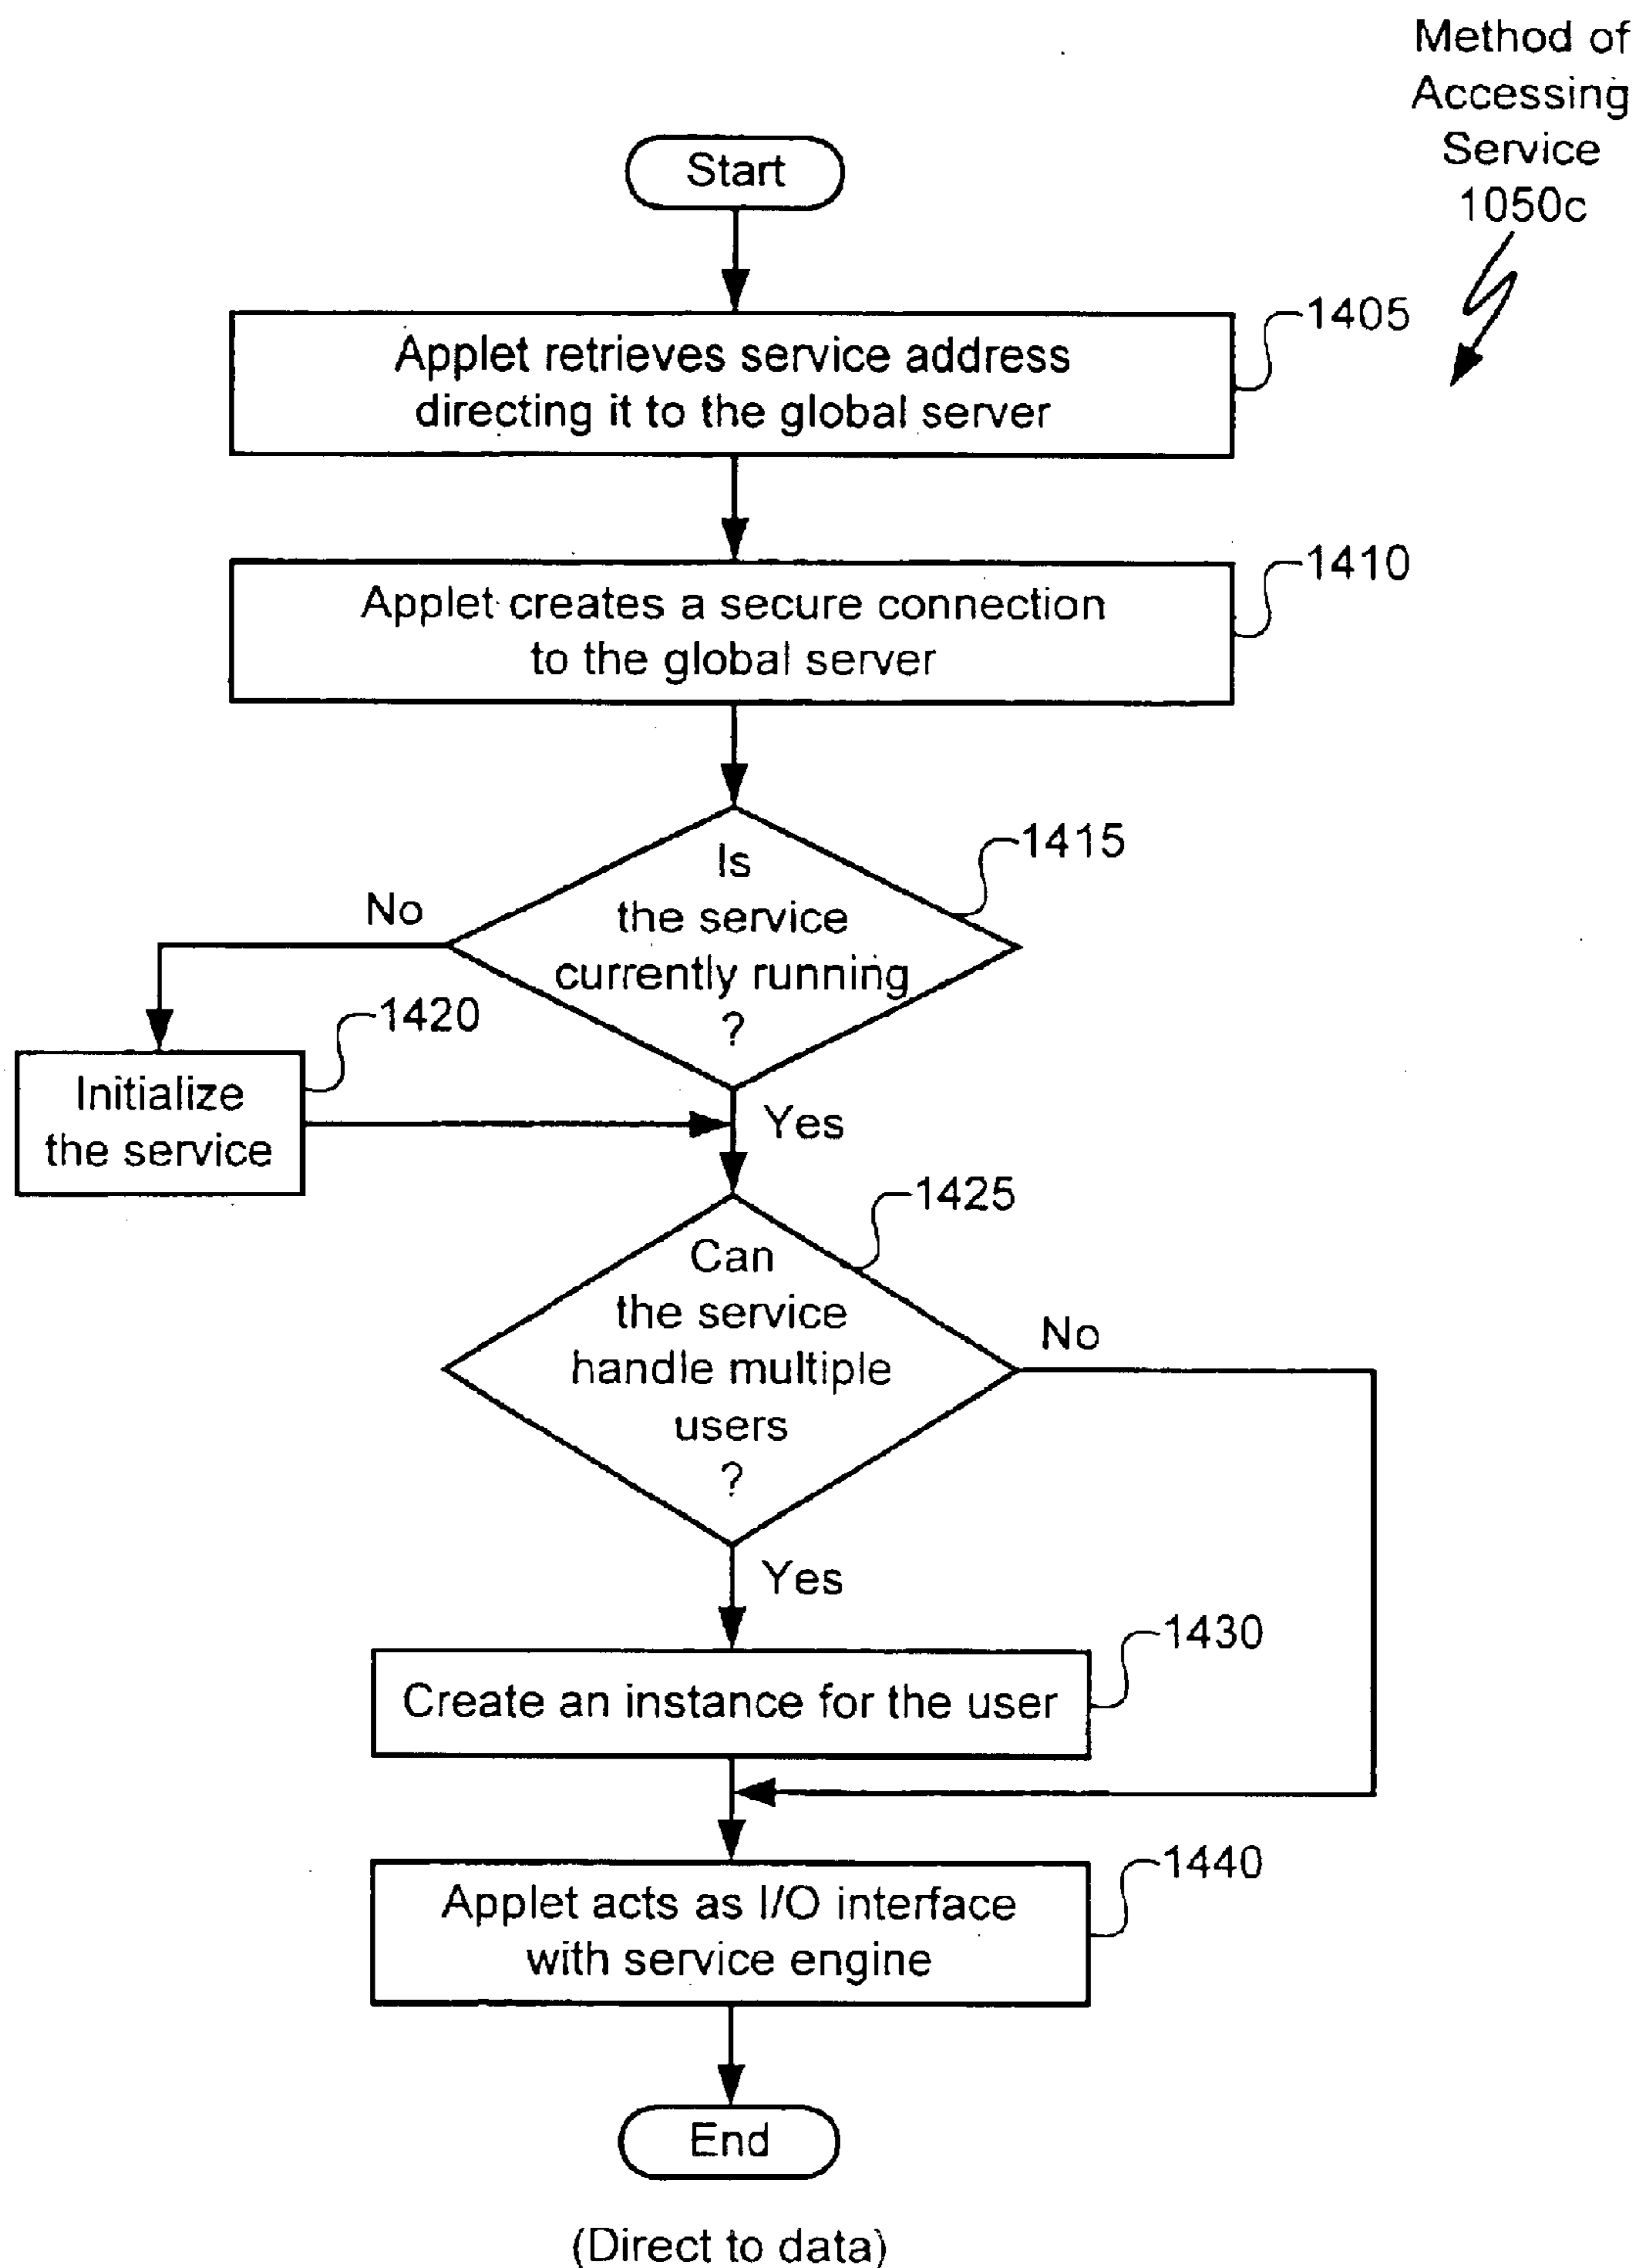 Method of
Accessing
Service
1050c
Start
1405
Applet retrieves service address
directing it to the global server
1410
Applet creates a secure connection
to the global server
1415
Is
the service
currently running
?
No
Yes
1420
Initialize
the service
1425
Can
the service
handle multiple
users
?
No
Yes
1430
Create an instance for the user
1440
Applet acts as I/O interface
with service engine
End
(Direct to data)